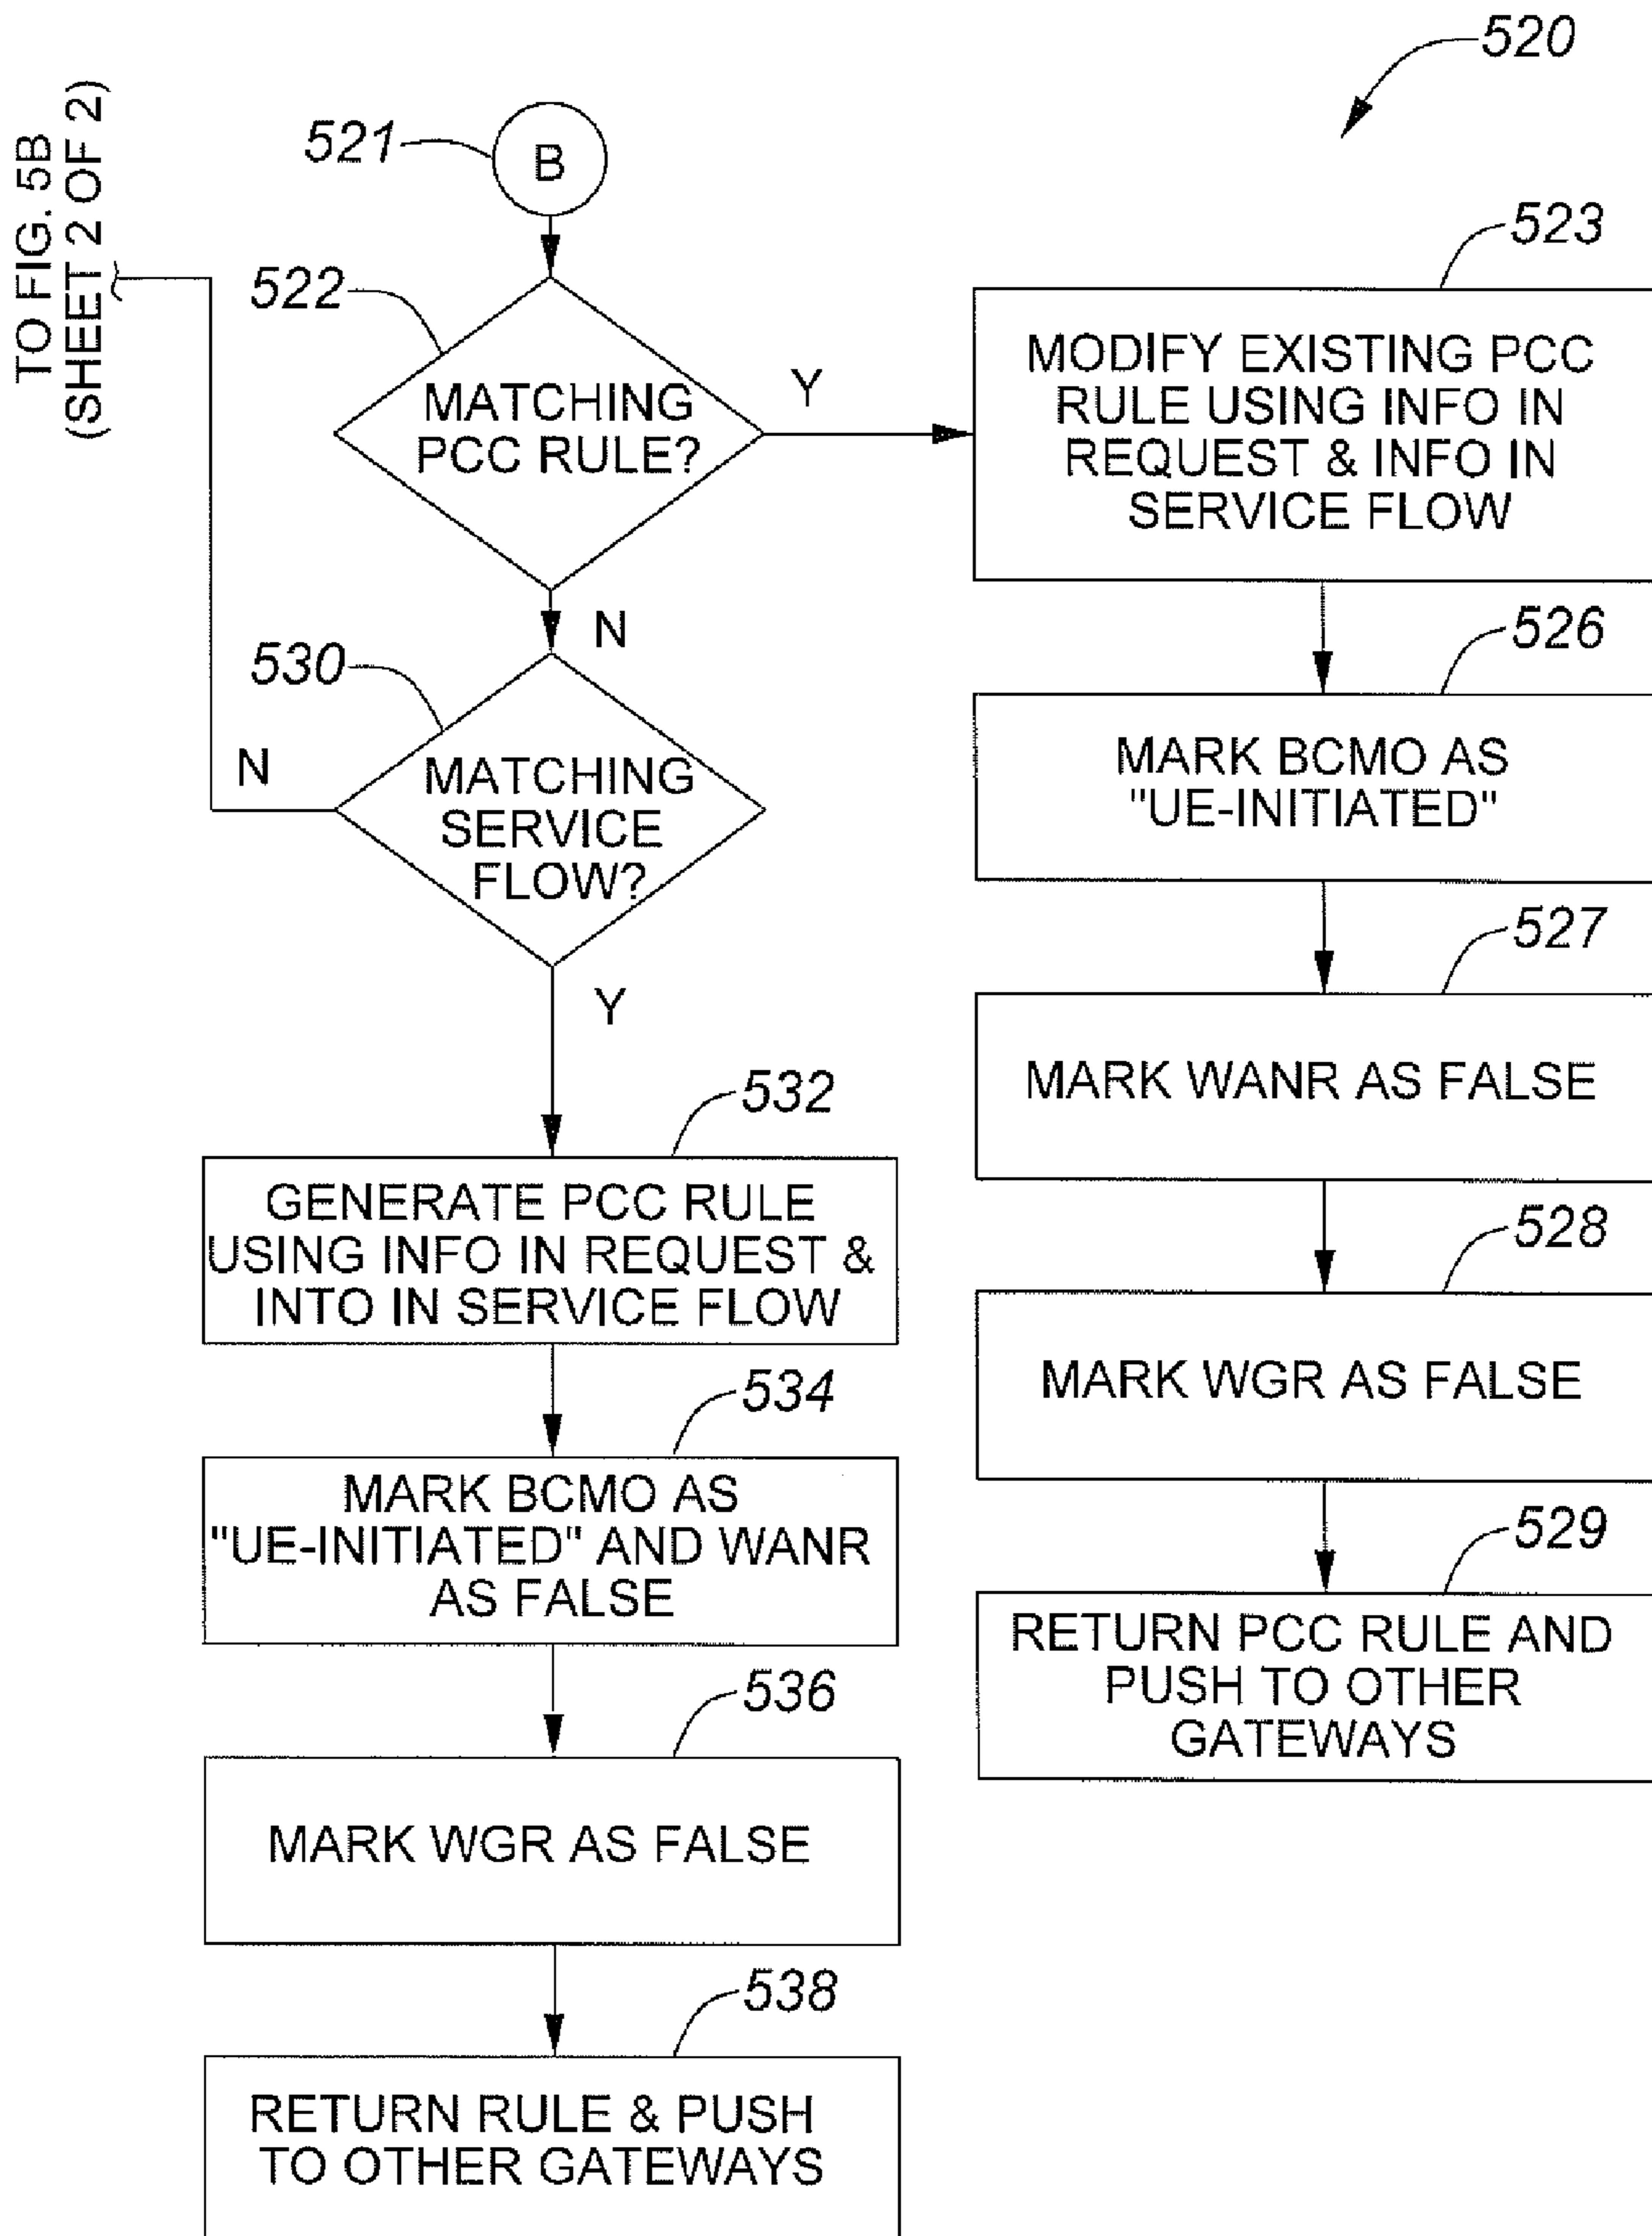 520
TO FIG. 5B
(SHEET 2 OF 2)
521
B
522
MATCHING
PCC RULE?
Y
N
523
MODIFY EXISTING PCC
RULE USING INFO IN
REQUEST & INFO IN
SERVICE FLOW
526
MARK BCMO AS
"UE-INITIATED"
527
MARK WANR AS FALSE
528
MARK WGR AS FALSE
529
RETURN PCC RULE AND
PUSH TO OTHER
GATEWAYS
530
MATCHING
SERVICE
FLOW?
N
Y
532
GENERATE PCC RULE
USING INFO IN REQUEST &
INTO IN SERVICE FLOW
534
MARK BCMO AS
"UE-INITIATED" AND WANR
AS FALSE
536
MARK WGR AS FALSE
538
RETURN RULE & PUSH
TO OTHER GATEWAYS